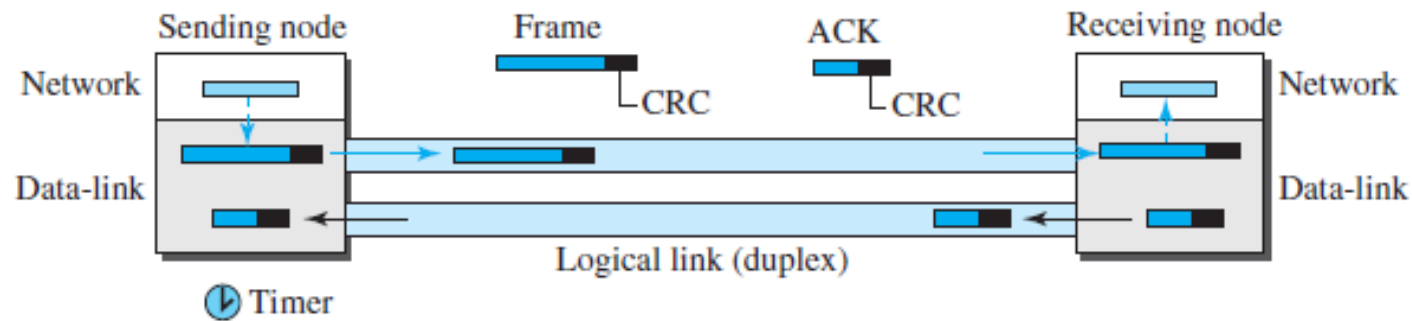 Sending node
Frame
ACK
Receiving node
Network
CRC
CRC
Network
Data-link
Data-link
Logical link (duplex)
Timer